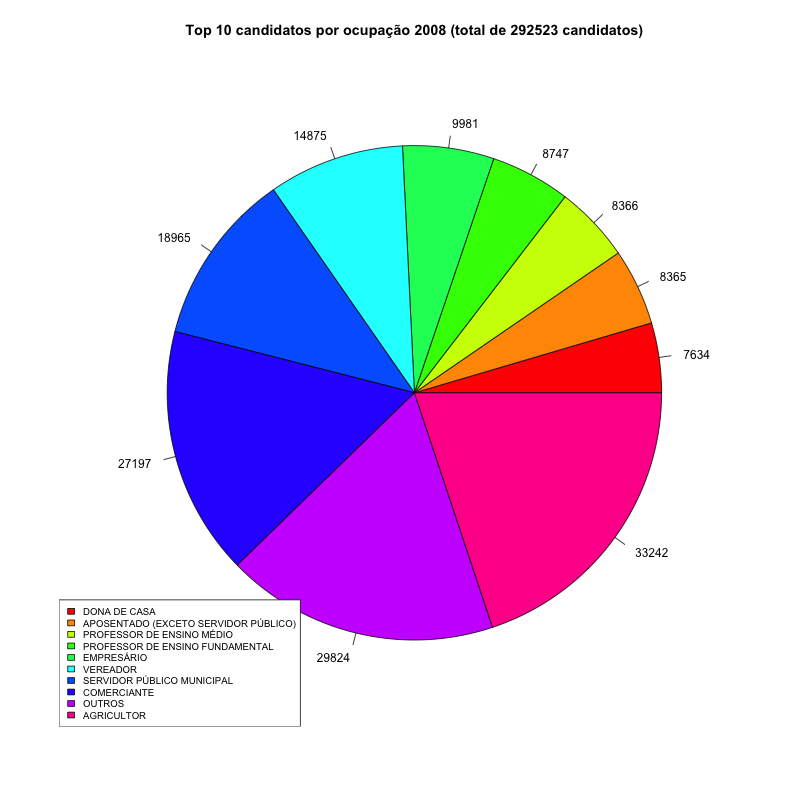 Top 10 candidatos por ocupação 2008 (total de 292523 candidatos)
9981
14875
8747
8366
18965
8365
7634
27197
33242
29824
DONA DE CASA
APOSENTADO (EXCETO SERVIDOR PÚBLICO)
PROFESSOR DE ENSINO MÉDIO
PROFESSOR DE ENSINO FUNDAMENTAL
EMPRESÁRIO
VEREADOR
SERVIDOR PÚBLICO MUNICIPAL
COMERCIANTE
OUTROS
AGRICULTOR